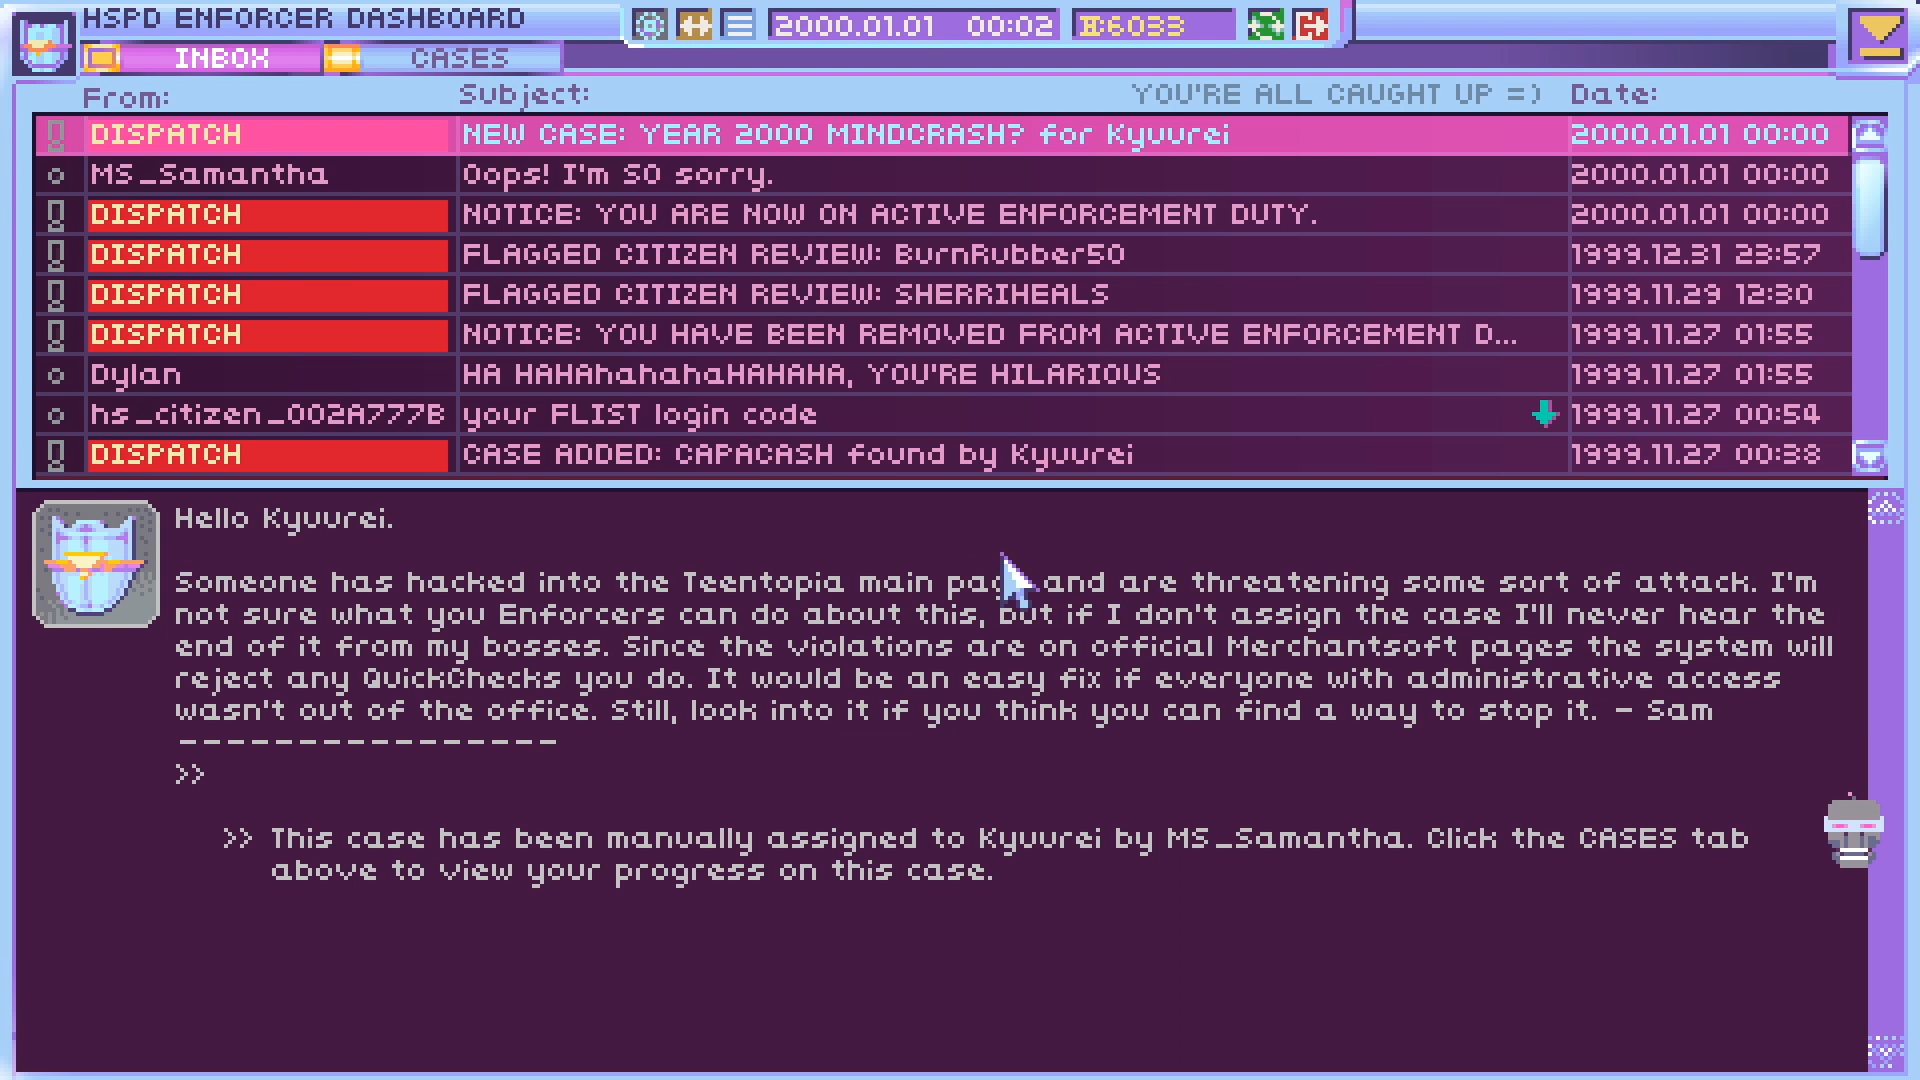 HSPD ENFORCER DASHBOARD
2000.01.01 00:02
6033
INBOX
CASES
From:
Subject:
YOU'RE ALL CAUGHT UP =)
Date:
DISPATCH NEW CASE: YEAR 2000 MINDCRASH? for Kyuurei 2000.01.01 00:00
MS_Samantha Oops! I'm SO sorry. 2000.01.01 00:00
DISPATCH NOTICE: YOU ARE NOW ON ACTIVE ENFORCEMENT DUTY. 2000.01.01 00:00
DISPATCH FLAGGED CITIZEN REVIEW: BurnRubber50 1999.12.31 23:57
DISPATCH FLAGGED CITIZEN REVIEW: SHERRIHEALS 1999.11.29 12:30
DISPATCH NOTICE: YOU HAVE BEEN REMOVED FROM ACTIVE ENFORCEMENT D... 1999.11.27 01:55
Dylan HA HAHAhahahaHAHAHA, YOU'RE HILARIOUS 1999.11.27 01:55
hs_citizen_002A777B your FLIST login code 1999.11.27 00:54
DISPATCH CASE ADDED: CAPACASH found by Kyuurei 1999.11.27 00:38
Hello Kyuurei.
Someone has hacked into the Teentopia main page and are threatening some sort of attack. I'm
not sure what you Enforcers can do about this, but if I don't assign the case I'll never hear the
end of it from my bosses. Since the violations are on official Merchantsoft pages the system will
reject any QuickChecks you do. It would be an easy fix if everyone with administrative access
wasn't out of the office. Still, look into it if you think you can find a way to stop it. - Sam
----------------
>>
>> This case has been manually assigned to Kyuurei by MS_Samantha. Click the CASES tab
above to view your progress on this case.